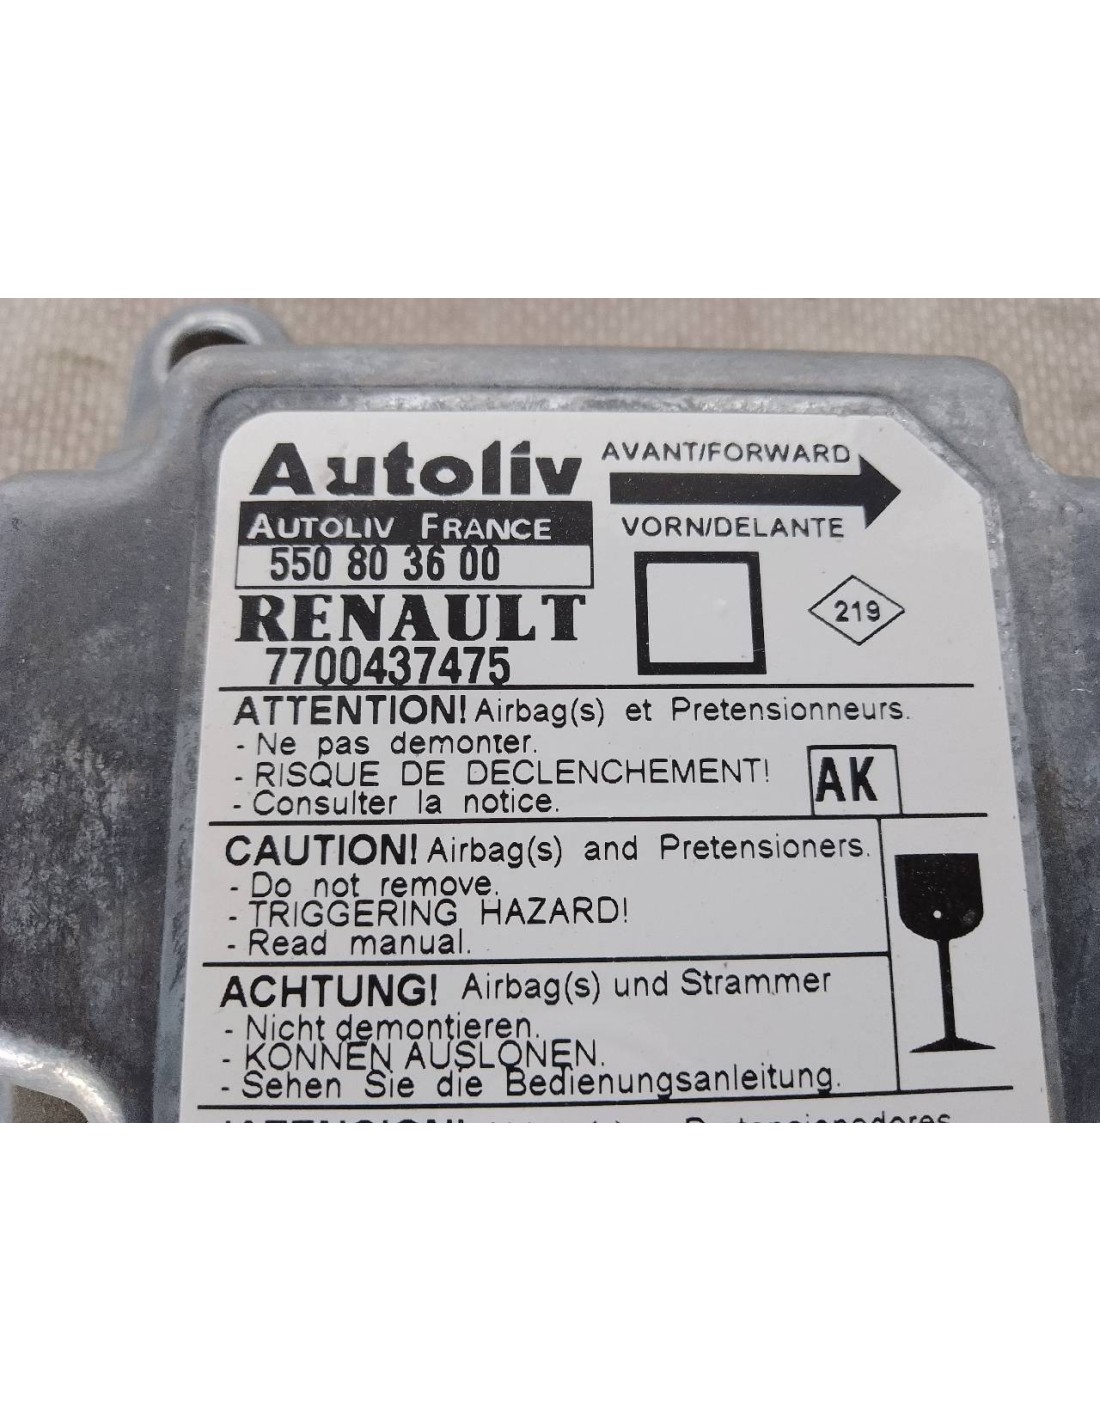 Autoliv
AUTOLIV FRANCE
550 80 36 00
RENAULT
7700437475
AVANT/FORWARD
VORN/DELANTE
219
ATTENTION! Airbag(s) et Pretensionneurs.
- Ne pas demonter.
- RISQUE DE DECLENCHEMENT!
- Consulter la notice.
AK
CAUTION! Airbag(s) and Pretensioners.
- Do not remove.
- TRIGGERING HAZARD!
- Read manual.
ACHTUNG! Airbag(s) und Strammer
- Nicht demontieren.
- KONNEN AUSLONEN.
- Sehen Sie die Bedienungsanleitung.